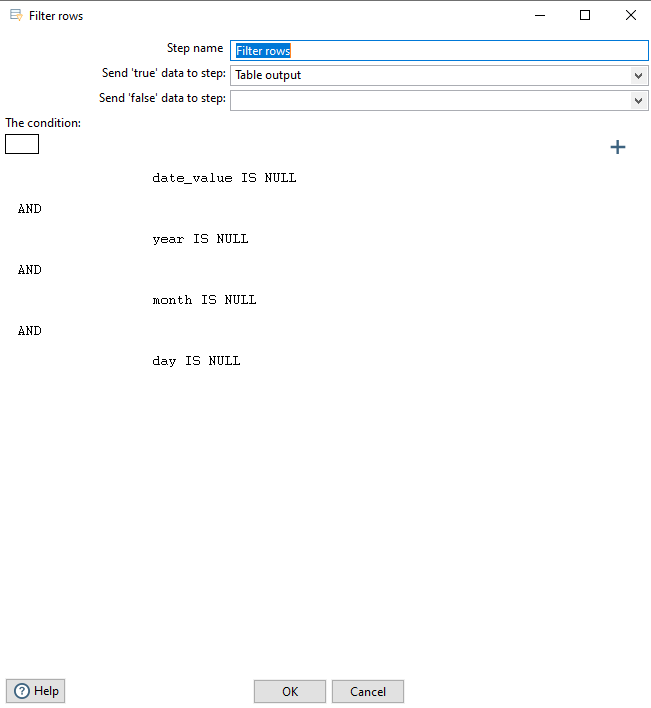 Filter rows
Step name Filter rows
Send 'true' data to step: Table output
Send 'false' data to step:
The condition:
date_value IS NULL
AND
year IS NULL
AND
month IS NULL
AND
day IS NULL
Help OK Cancel